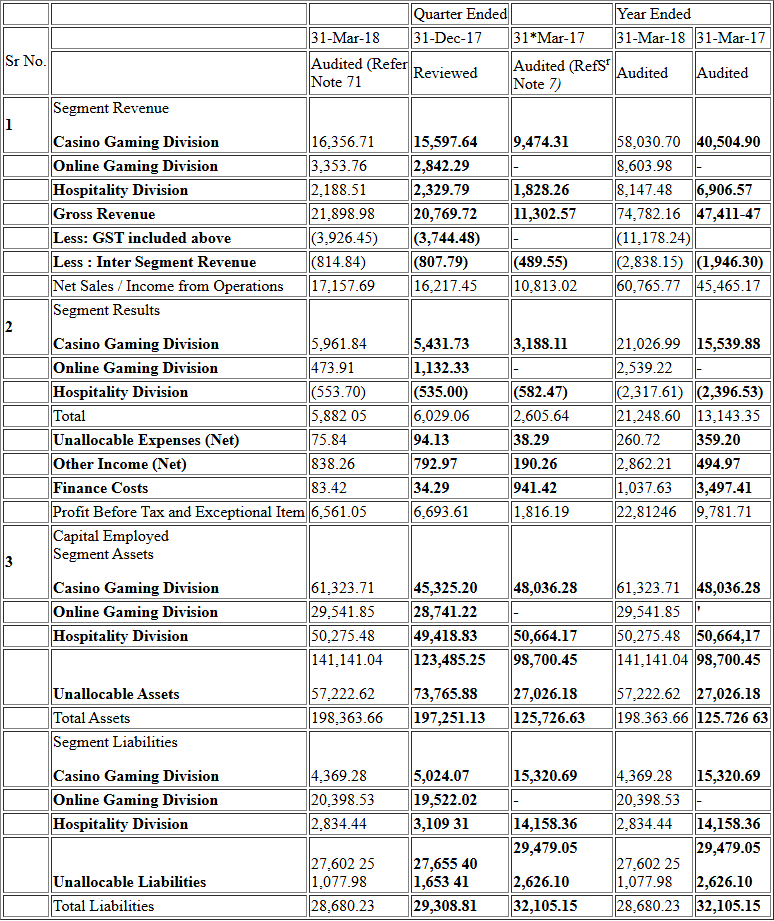 Quarter Ended Year Ended
Sr No. 31-Mar-18 31-Dec-17 31*Mar-17 31-Mar-18 31-Mar-17
Audited (Refer Note 71 Reviewed Audited (RefSr Note 7) Audited Audited
1 Segment Revenue
Casino Gaming Division 16,356.71 15,597.64 9,474.31 58,030.70 40,504.90
Online Gaming Division 3,353.76 2,842.29 - 8,603.98 -
Hospitality Division 2,188.51 2,329.79 1,828.26 8,147.48 6,906.57
Gross Revenue 21,898.98 20,769.72 11,302.57 74,782.16 47,411-47
Less: GST included above (3,926.45) (3,744.48) - (11,178.24)
Less : Inter Segment Revenue (814.84) (807.79) (489.55) (2,838.15) (1,946.30)
Net Sales / Income from Operations 17,157.69 16,217.45 10,813.02 60,765.77 45,465.17
2 Segment Results
Casino Gaming Division 5,961.84 5,431.73 3,188.11 21,026.99 15,539.88
Online Gaming Division 473.91 1,132.33 - 2,539.22 -
Hospitality Division (553.70) (535.00) (582.47) (2,317.61) (2,396.53)
Total 5,882 05 6,029.06 2,605.64 21,248.60 13,143.35
Unallocable Expenses (Net) 75.84 94.13 38.29 260.72 359.20
Other Income (Net) 838.26 792.97 190.26 2,862.21 494.97
Finance Costs 83.42 34.29 941.42 1,037.63 3,497.41
Profit Before Tax and Exceptional Item 6,561.05 6,693.61 1,816.19 22,81246 9,781.71
3 Capital Employed
Segment Assets
Casino Gaming Division 61,323.71 45,325.20 48,036.28 61,323.71 48,036.28
Online Gaming Division 29,541.85 28,741.22 - 29,541.85 '
Hospitality Division 50,275.48 49,418.83 50,664.17 50,275.48 50,664,17
141,141.04 123,485.25 98,700.45 141,141.04 98,700.45
Unallocable Assets 57,222.62 73,765.88 27,026.18 57,222.62 27,026.18
Total Assets 198,363.66 197,251.13 125,726.63 198.363.66 125.726 63
Segment Liabilities
Casino Gaming Division 4,369.28 5,024.07 15,320.69 4,369.28 15,320.69
Online Gaming Division 20,398.53 19,522.02 - 20,398.53 -
Hospitality Division 2,834.44 3,109 31 14,158.36 2,834.44 14,158.36
27,602 25 27,655 40 29,479.05 27,602 25 29,479.05
Unallocable Liabilities 1,077.98 1,653 41 2,626.10 1,077.98 2,626.10
Total Liabilities 28,680.23 29,308.81 32,105.15 28,680.23 32,105.15